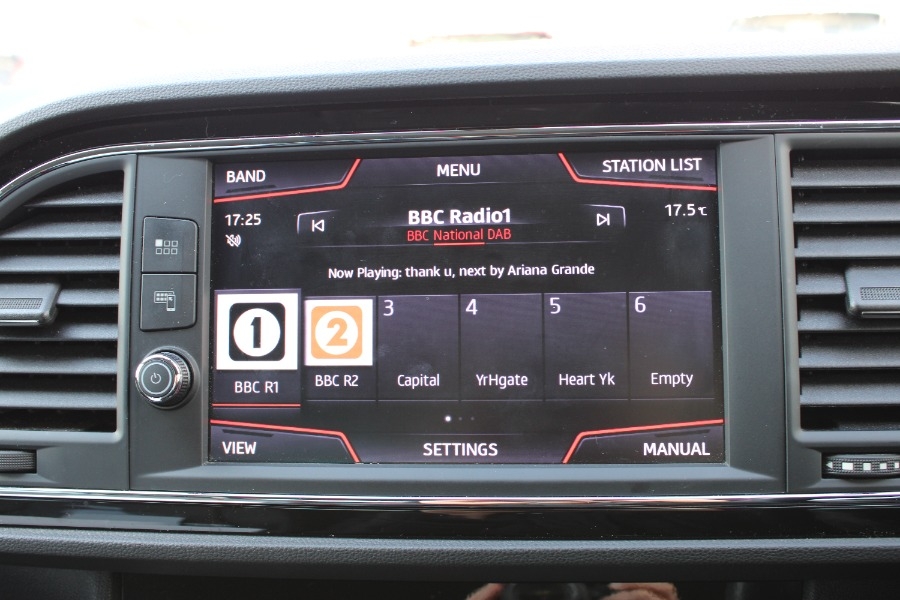 BAND
MENU
STATION LIST
17:25
BBC Radio1
17.5°C
BBC National DAB
Now Playing: thank u, next by Ariana Grande
1
2
3
4
5
6
BBC R1
BBC R2
Capital
YrHgate
Heart Yk
Empty
VIEW
SETTINGS
MANUAL